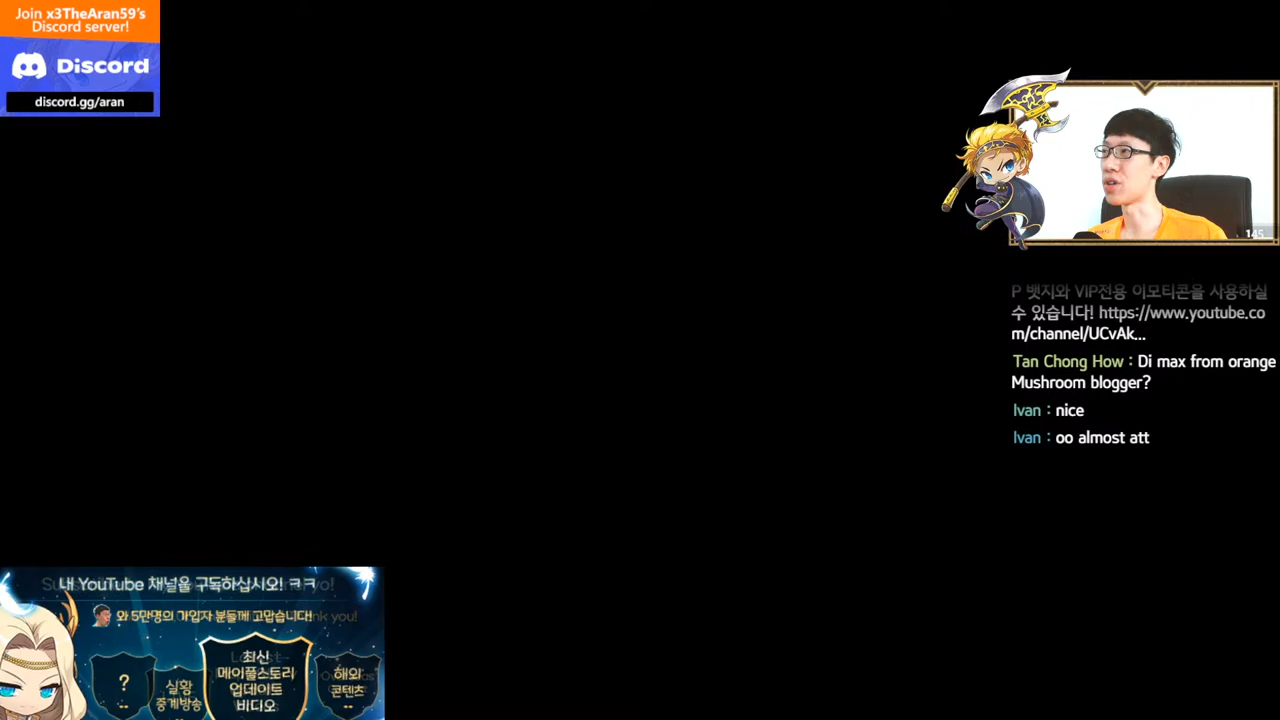 Join x3TheAran59's
Discord server!
Discord
discord.gg/aran
145
P 뱃지와 VIP전용 이모티콘을 사용하실
수 있습니다! https://www.youtube.co
m/channel/UCvAk...
Tan Chong How : Di max from orange
Mushroom blogger?
Ivan : nice
Ivan : oo almost att
내 YouTube 채널을 구독하십시오! ㅋㅋ
와 5만명의 가입자 분들께 고맙습니다!
?
--
실황
중계방송
최신
메이플스토리
업데이트
비디오
해외
콘텐츠
--